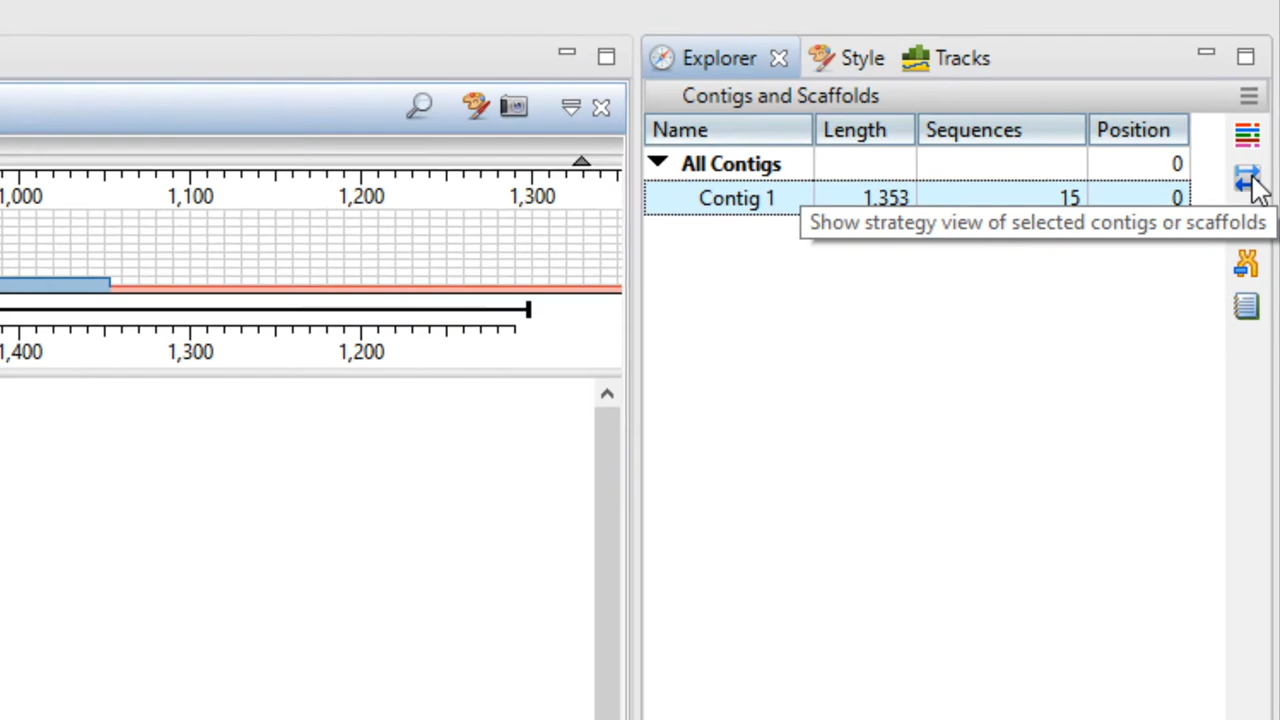 Explorer Style Tracks
Contigs and Scaffolds
Name Length Sequences Position
All Contigs 0
Contig 1 1,353 15 0
Show strategy view of selected contigs or scaffolds
1,000 1,100 1,200 1,300
1,400 1,300 1,200